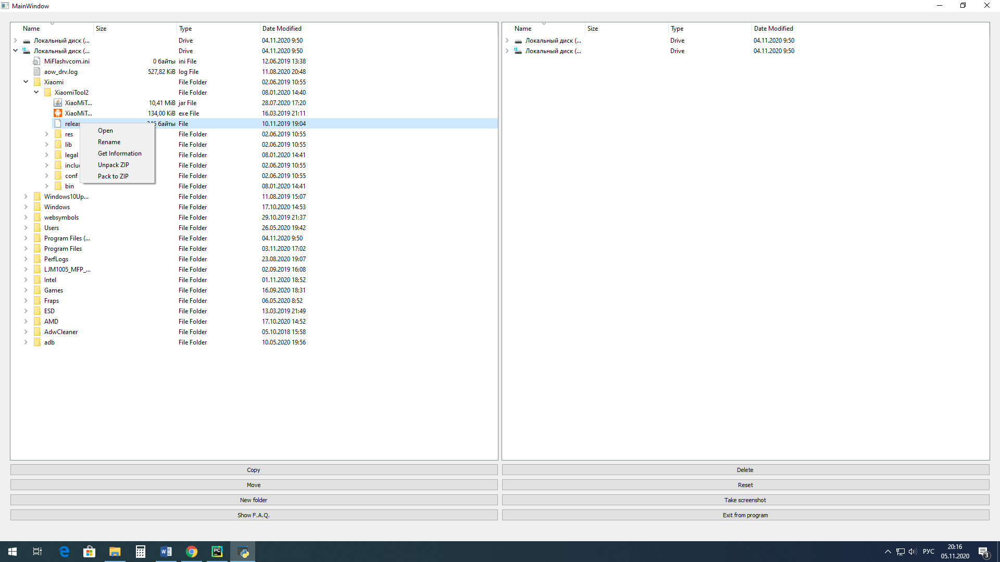 MainWindow
Name Size Type Date Modified
Локальный диск (... Drive 04.11.2020 9:50
Локальный диск (... Drive 04.11.2020 9:50
MiFlashvcom.ini 0 байты ini File 12.06.2019 13:38
aow_drv.log 527,82 KiB log File 11.08.2020 20:48
Xiaomi File Folder 02.06.2019 10:55
XiaomiTool2 File Folder 08.01.2020 14:40
XiaoMiT... 10,41 MiB jar File 28.07.2020 17:20
XiaoMiT... 134,00 KiB exe File 16.03.2019 21:11
байты File 10.11.2019 19:04
res File Folder 02.06.2019 10:55
lib File Folder 02.06.2019 10:55
legal File Folder 08.01.2020 14:41
File Folder 02.06.2019 10:55
conf File Folder 02.06.2019 10:55
bin File Folder 08.01.2020 14:41
Windows10Up... File Folder 11.08.2019 15:07
Windows File Folder 17.10.2020 14:53
websymbols File Folder 29.10.2019 21:37
Users File Folder 26.05.2020 19:42
Program Files (... File Folder 04.11.2020 9:50
Program Files File Folder 03.11.2020 17:02
PerfLogs File Folder 23.08.2020 19:07
LJM1005_MFP_... File Folder 02.09.2019 16:08
Intel File Folder 01.11.2020 18:52
Games File Folder 16.09.2020 18:31
Fraps File Folder 06.05.2020 8:52
ESD File Folder 13.03.2019 21:49
AMD File Folder 17.10.2020 14:52
AdwCleaner File Folder 05.10.2018 15:58
adb File Folder 10.05.2020 19:56
Open
Rename
Get Information
Unpack ZIP
Pack to ZIP
Name Size Type Date Modified
Локальный диск (... Drive 04.11.2020 9:50
Локальный диск (... Drive 04.11.2020 9:50
Copy
Move
New folder
Show F.A.Q.
Delete
Reset
Take screenshot
Exit from program
РУС
20:16
05.11.2020
3